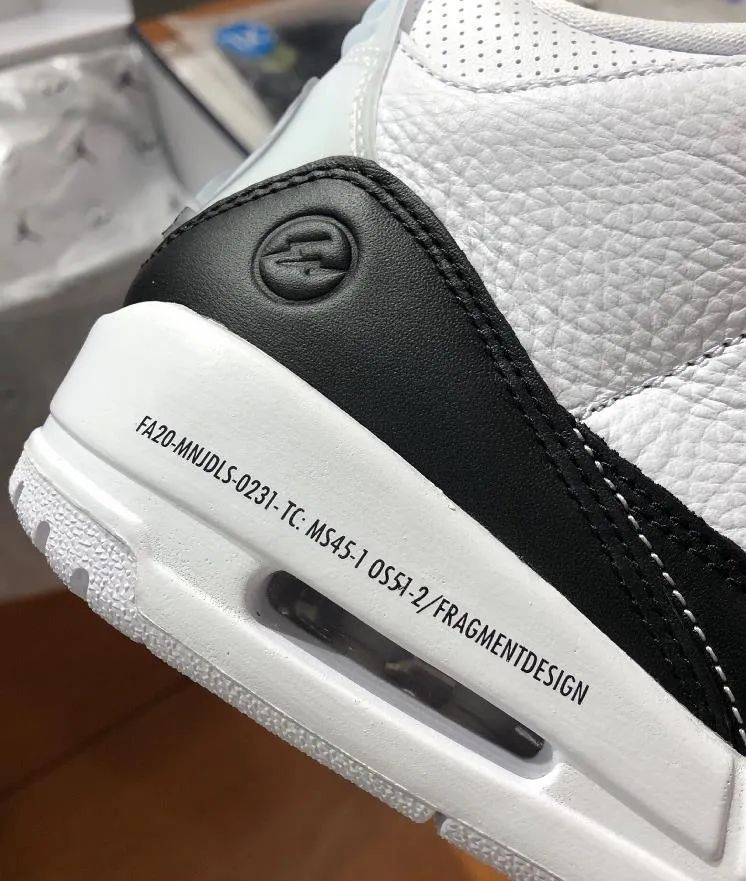 FA20-MNJDLS-0231-TC: MS45-1 OS51-2/FRAGMENTDESIGN